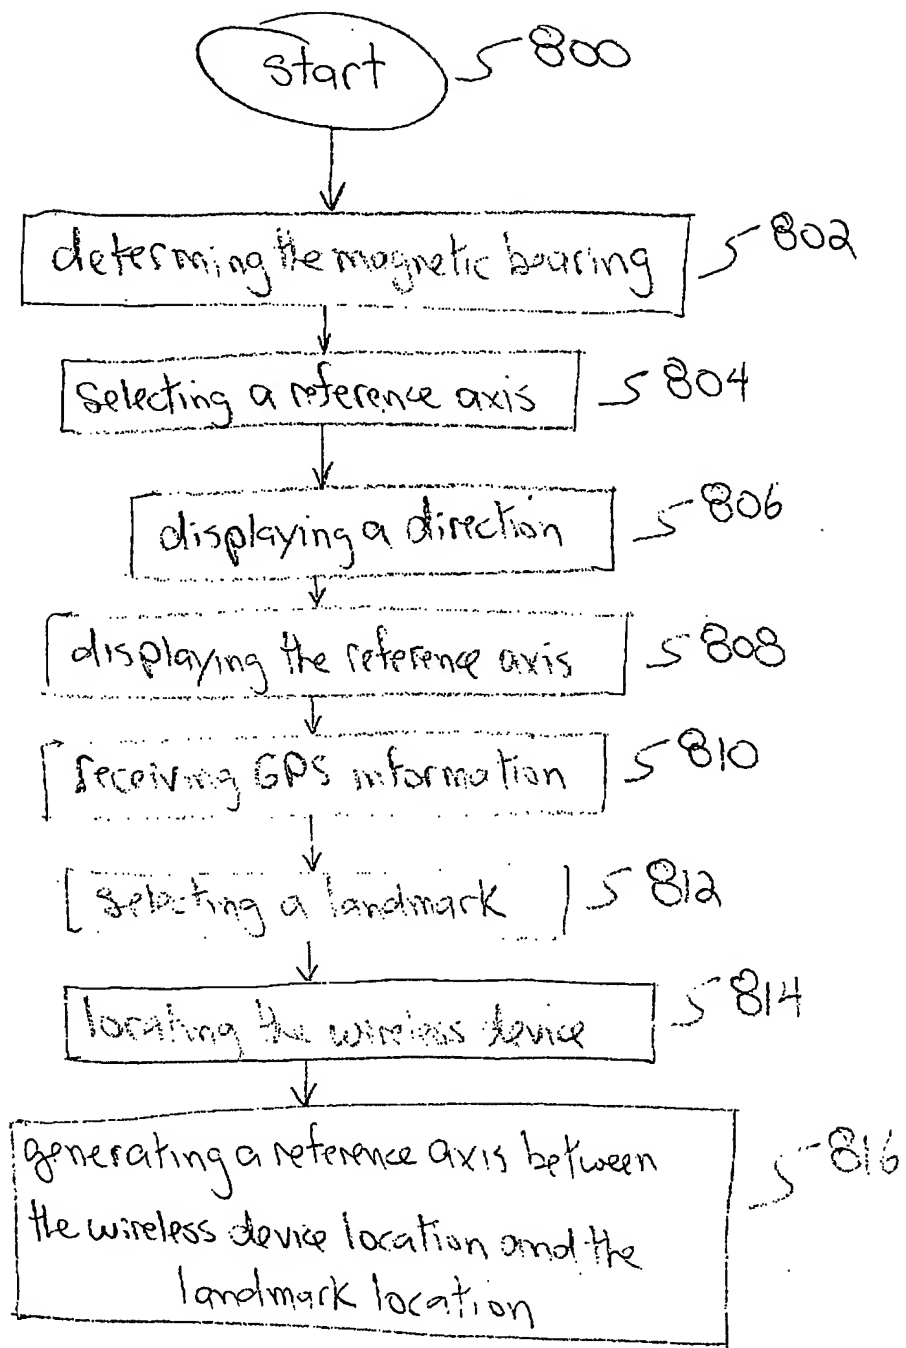 start 800
determing the magnetic bearing 802
selecting a reference axis 804
displaying a direction 806
displaying the reference axis 808
receiving GPS information 810
selecting a landmark 812
locating the wireless device 814
generating a reference axis between 816
the wireless device location and the
landmark location